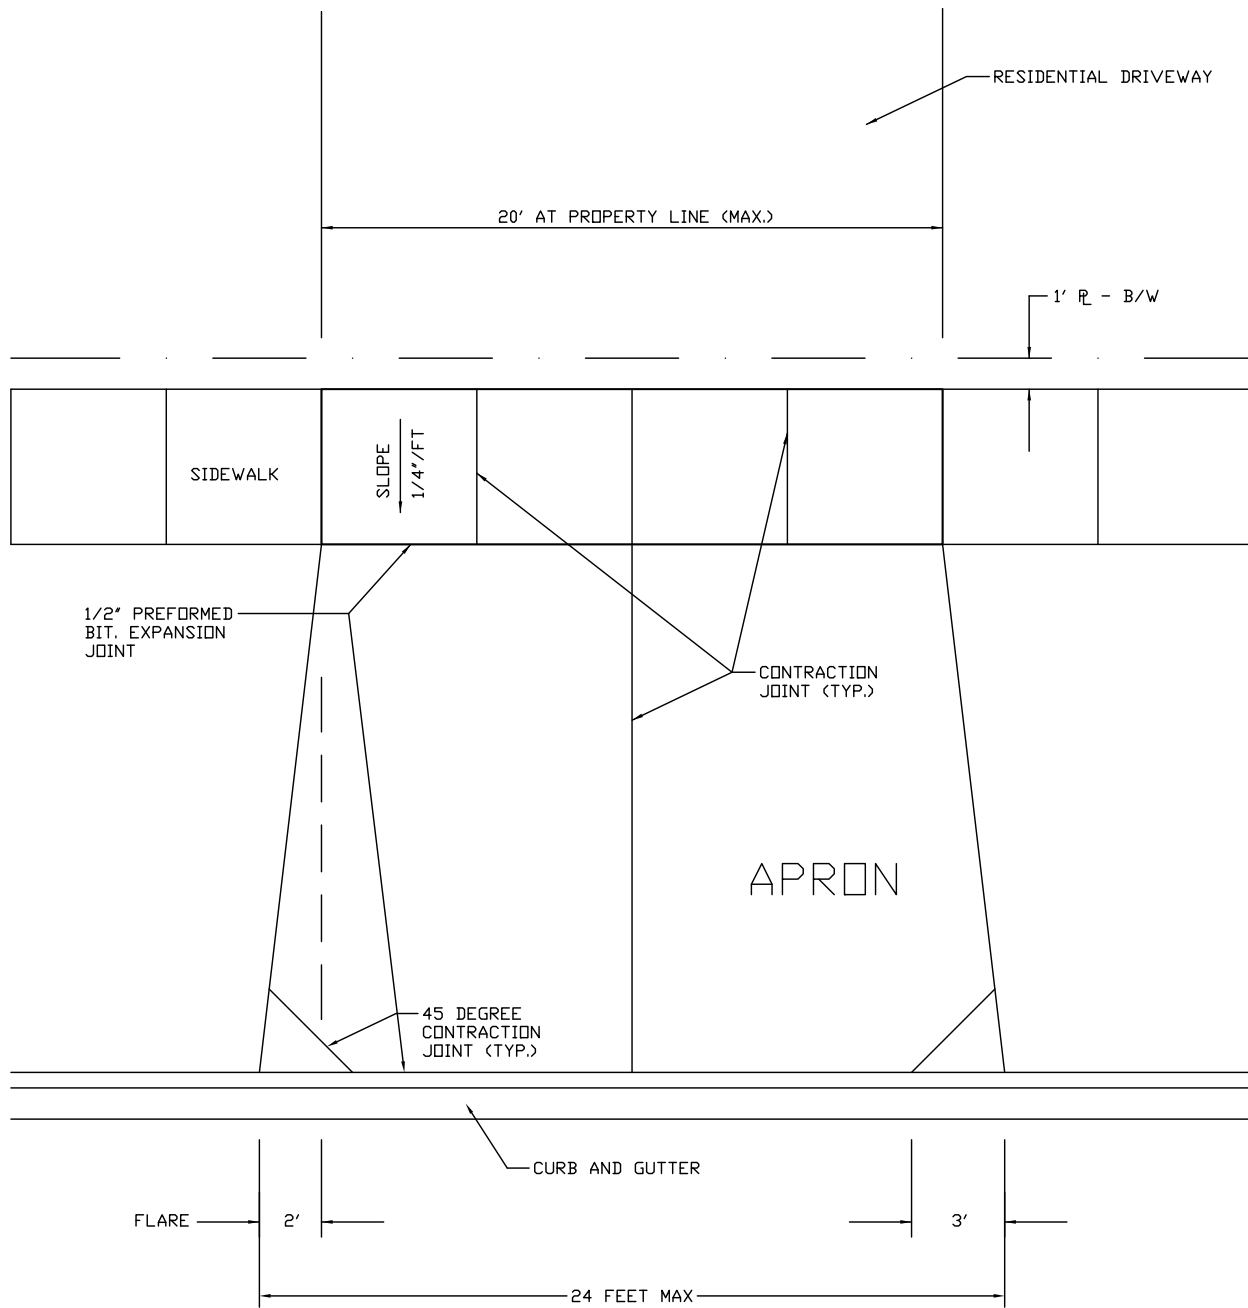 RESIDENTIAL DRIVEWAY
20' AT PROPERTY LINE (MAX.)
1' ⅊ - B/W
SIDEWALK
SLOPE
1/4"/FT
1/2" PREFORMED
BIT. EXPANSION
JOINT
CONTRACTION
JOINT (TYP.)
APRON
45 DEGREE
CONTRACTION
JOINT (TYP.)
CURB AND GUTTER
FLARE
2'
3'
24 FEET MAX